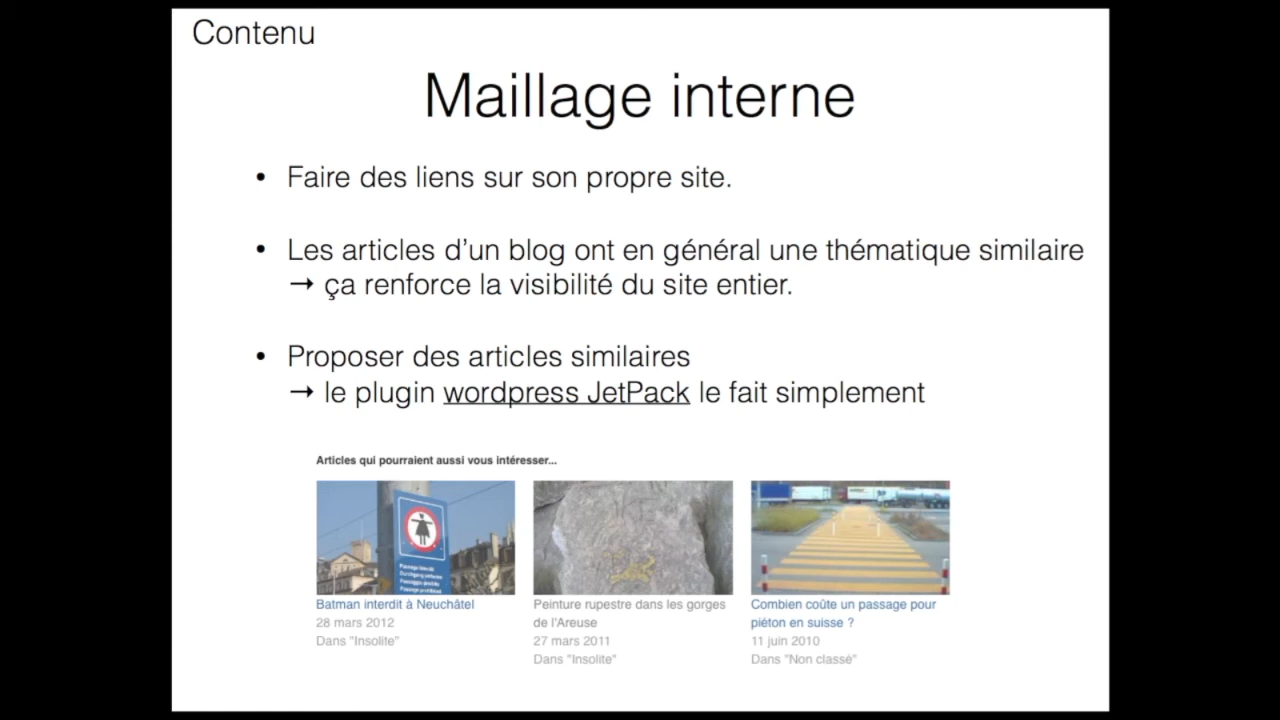 Contenu
Maillage interne
• Faire des liens sur son propre site.
• Les articles d’un blog ont en général une thématique similaire
→ ça renforce la visibilité du site entier.
• Proposer des articles similaires
→ le plugin wordpress JetPack le fait simplement
Articles qui pourraient aussi vous intéresser...
Batman interdit à Neuchâtel
28 mars 2012
Dans "Insolite"
Peinture rupestre dans les gorges
de l'Areuse
27 mars 2011
Dans "Insolite"
Combien coûte un passage pour
piéton en suisse ?
11 juin 2010
Dans "Non classé"